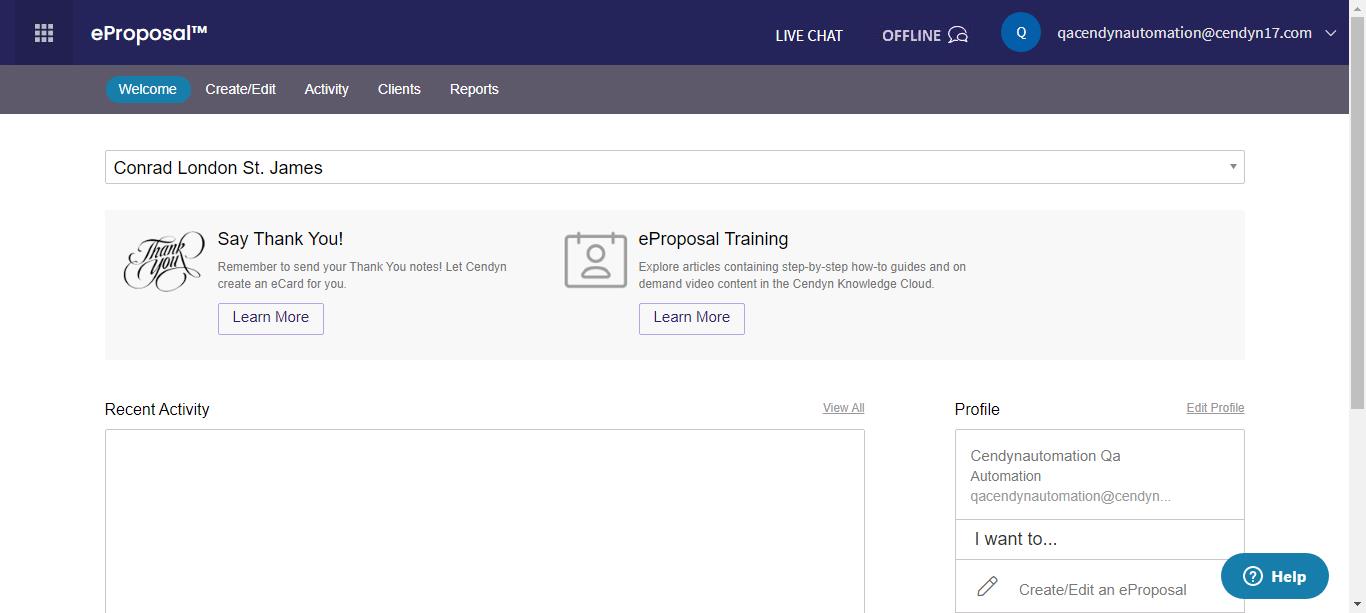 eProposal™
LIVE CHAT
OFFLINE
Q
qacendynautomation@cendyn17.com
Welcome
Create/Edit
Activity
Clients
Reports
Conrad London St. James
Thank
You
Say Thank You!
Remember to send your Thank You notes! Let Cendyn
create an eCard for you.
Learn More
eProposal Training
Explore articles containing step-by-step how-to guides and on
demand video content in the Cendyn Knowledge Cloud.
Learn More
Recent Activity
View All
Profile
Edit Profile
Cendynautomation Qa
Automation
qacendynautomation@cendyn...
I want to...
Create/Edit an eProposal
? Help